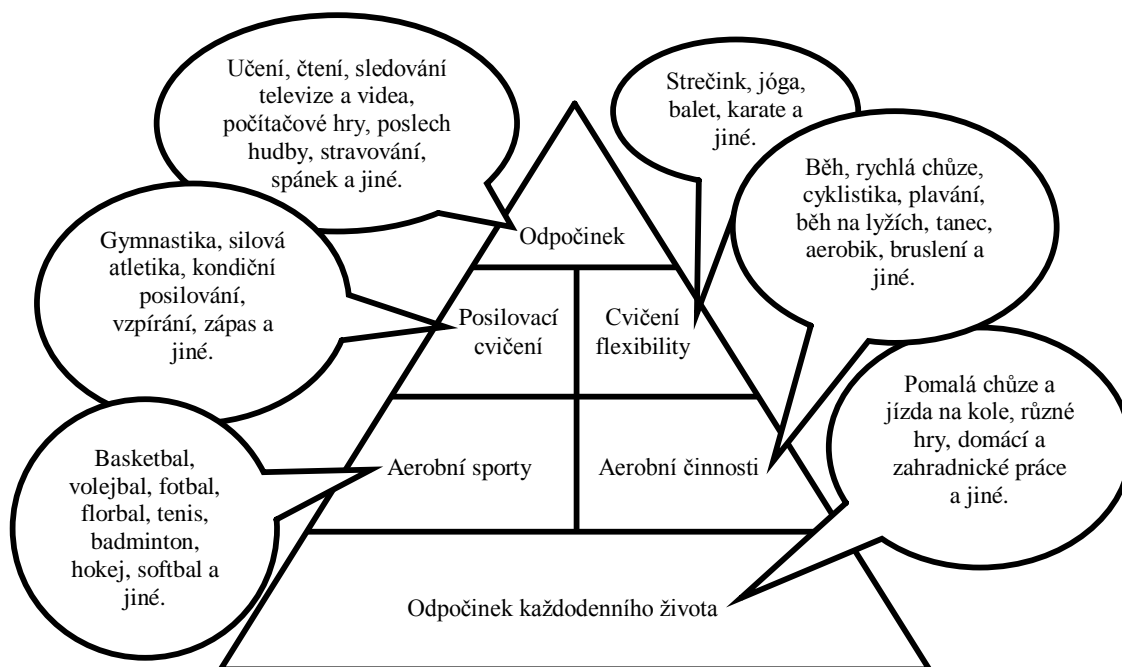 Učení, čtení, sledování
televize a videa,
počítačové hry, poslech
hudby, stravování,
spánek a jiné.
Strečink, jóga,
balet, karate a
jiné.
Běh, rychlá chůze,
cyklistika, plavání,
běh na lyžích, tanec,
aerobik, bruslení a
jiné.
Odpočinek
Gymnastika, silová
atletika, kondiční
posilování,
vzpírání, zápas a
jiné.
Posilovací
cvičení
Cvičení
flexibility
Pomalá chůze a
jízda na kole, různé
hry, domácí a
zahradnické práce
a jiné.
Basketbal,
volejbal, fotbal,
florbal, tenis,
badminton,
hokej, softbal a
jiné.
Aerobní sporty
Aerobní činnosti
Odpočinek každodenního života